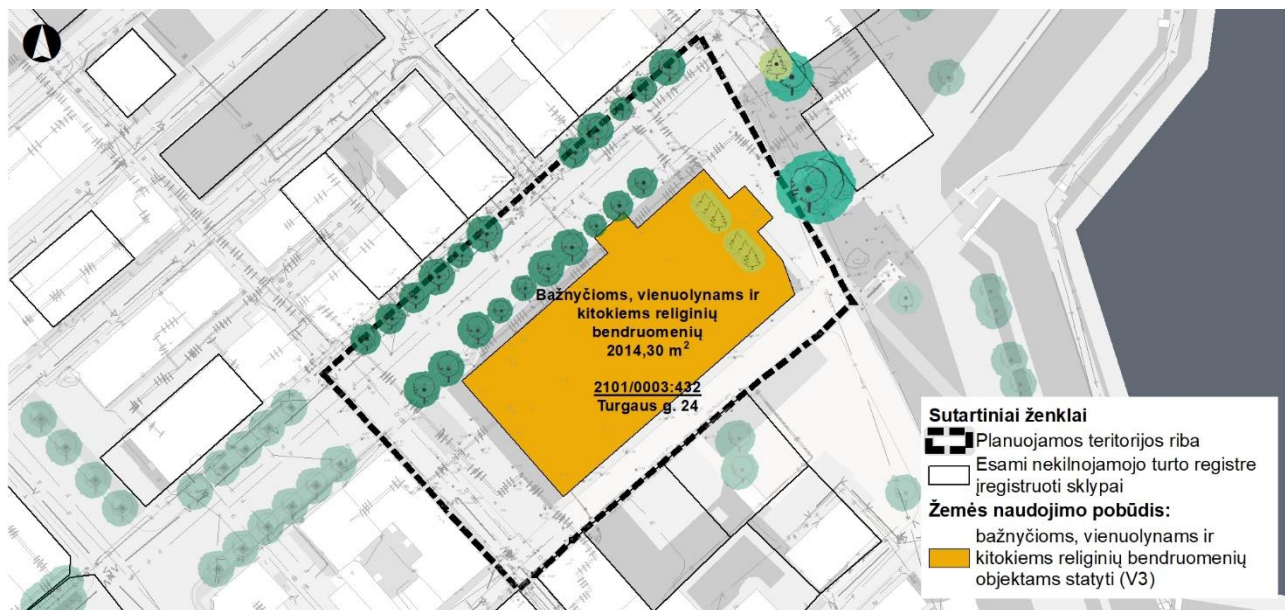 Bažnyčioms, vienuolynams ir
kitokiems religinių
bendruomenių
2014,30 m²
2101/0003:432
Turgaus g. 24
Sutartiniai ženklai
Planuojamos teritorijos riba
Esami nekilnojamojo turto registre
įregistruoti sklypai
Žemės naudojimo pobūdis:
bažnyčioms, vienuolynams ir
kitokiems religinių bendruomenių
objektams statyti (V3)